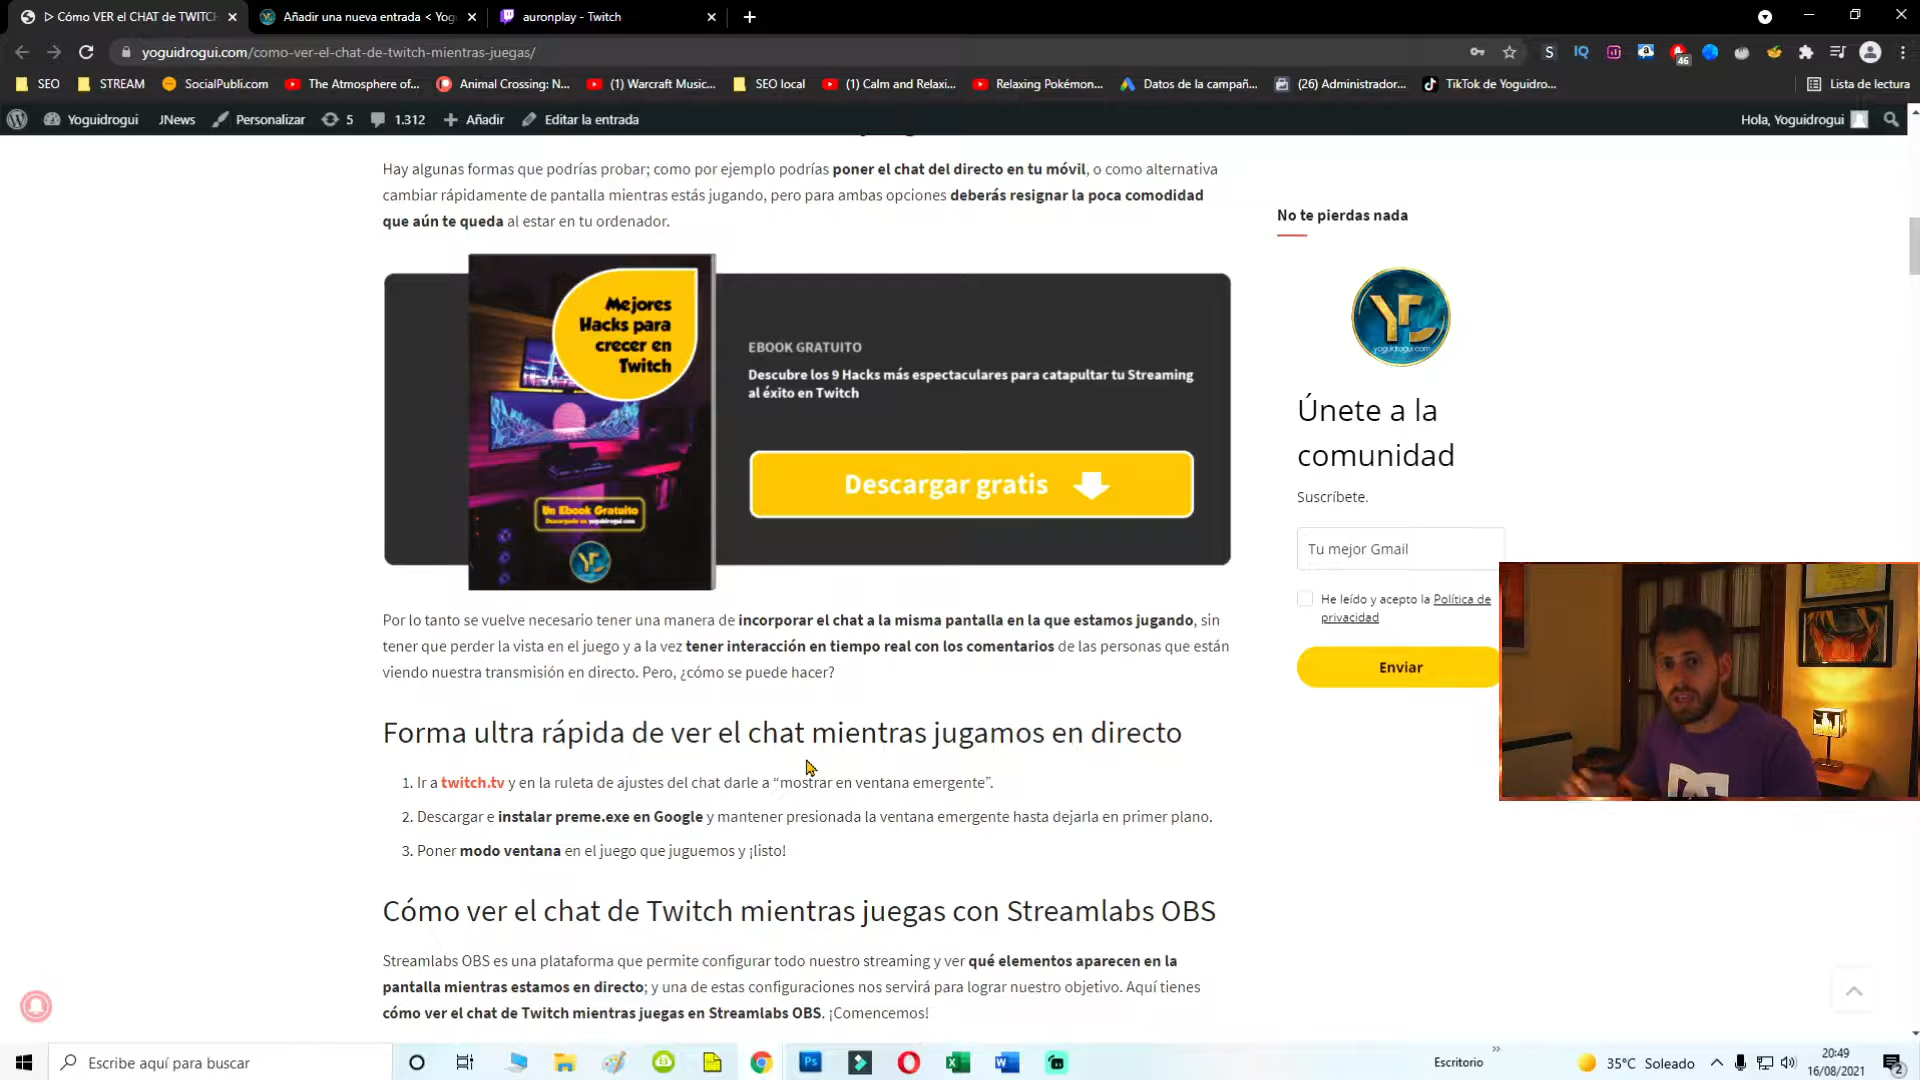 ▷ Cómo VER el CHAT de TWITCH
Añadir una nueva entrada < Yog
auronplay - Twitch
yoguidrogui.com/como-ver-el-chat-de-twitch-mientras-juegas/
46
SEO
STREAM
SocialPubli.com
The Atmosphere of...
Animal Crossing: N...
(1) Warcraft Music...
SEO local
(1) Calm and Relaxi...
Relaxing Pokémon...
Datos de la campañ...
(26) Administrador...
TikTok de Yoguidro...
Lista de lectura
Yoguidrogui
JNews
Personalizar
5
1.312
Añadir
Editar la entrada
Hola, Yoguidrogui
Hay algunas formas que podrías probar; como por ejemplo podrías poner el chat del directo en tu móvil, o como alternativa
cambiar rápidamente de pantalla mientras estás jugando, pero para ambas opciones deberás resignar la poca comodidad
que aún te queda al estar en tu ordenador.
Mejores
Hacks para
crecer en
Twitch
Un Ebook Gratuito
EBOOK GRATUITO
Descubre los 9 Hacks más espectaculares para catapultar tu Streaming
al éxito en Twitch
Descargar gratis
Por lo tanto se vuelve necesario tener una manera de incorporar el chat a la misma pantalla en la que estamos jugando, sin
tener que perder la vista en el juego y a la vez tener interacción en tiempo real con los comentarios de las personas que están
viendo nuestra transmisión en directo. Pero, ¿cómo se puede hacer?
Forma ultra rápida de ver el chat mientras jugamos en directo
1. Ir a twitch.tv y en la ruleta de ajustes del chat darle a “mostrar en ventana emergente”.
2. Descargar e instalar preme.exe en Google y mantener presionada la ventana emergente hasta dejarla en primer plano.
3. Poner modo ventana en el juego que juguemos y ¡listo!
Cómo ver el chat de Twitch mientras juegas con Streamlabs OBS
Streamlabs OBS es una plataforma que permite configurar todo nuestro streaming y ver qué elementos aparecen en la
pantalla mientras estamos en directo; y una de estas configuraciones nos servirá para lograr nuestro objetivo. Aquí tienes
cómo ver el chat de Twitch mientras juegas en Streamlabs OBS. ¡Comencemos!
No te pierdas nada
yoguidrogui.com
Únete a la
comunidad
Suscríbete.
Tu mejor Gmail
He leído y acepto la Política de
privacidad
Enviar
Escribe aquí para buscar
Escritorio
35°C Soleado
20:49
16/08/2021
2